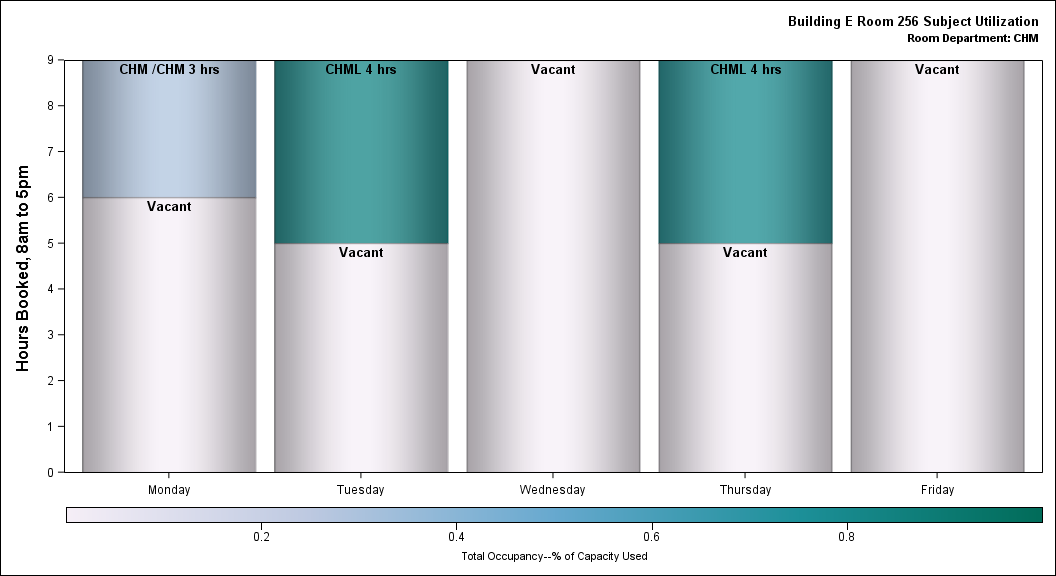 Building E Room 256 Subject Utilization
Room Department: CHM
Hours Booked, 8am to 5pm
9
8
7
6
5
4
3
2
1
0
CHM /CHM 3 hrs
Vacant
CHML 4 hrs
Vacant
Vacant
CHML 4 hrs
Vacant
Vacant
Monday Tuesday Wednesday Thursday Friday
0.2 0.4 0.6 0.8
Total Occupancy--% of Capacity Used